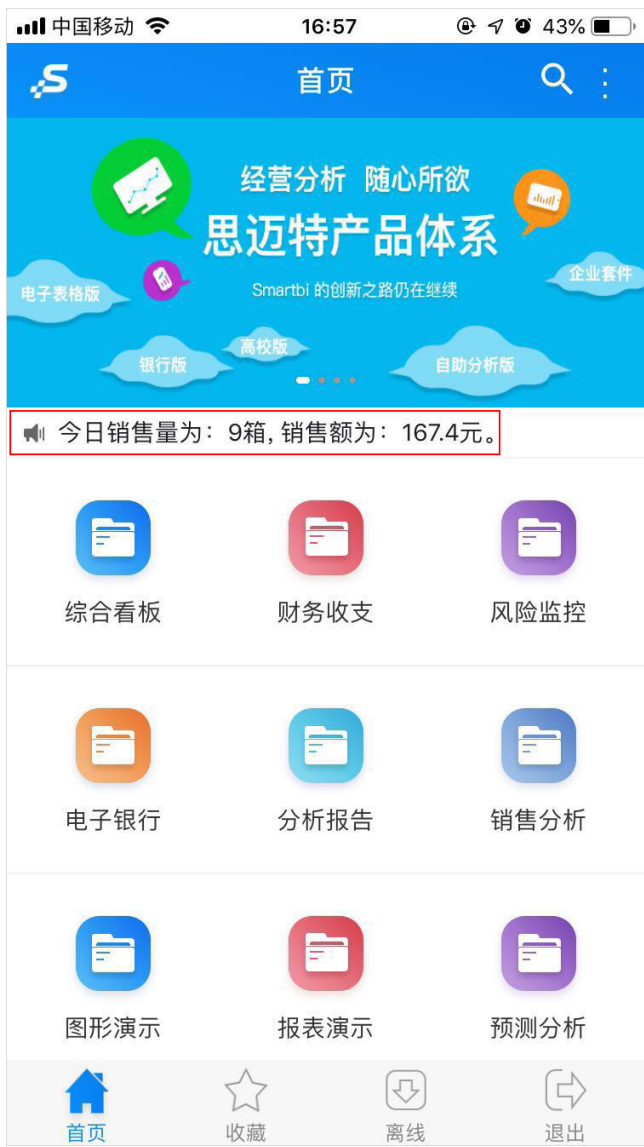 中国移动 16:57 43%
首页
经营分析 随心所欲
思迈特产品体系
Smartbi 的创新之路仍在继续
企业套件
电子表格版
高校版
银行版
自助分析版
今日销售量为：9箱,销售额为：167.4元。
综合看板 财务收支 风险监控
电子银行 分析报告 销售分析
图形演示 报表演示 预测分析
首页 收藏 离线 退出